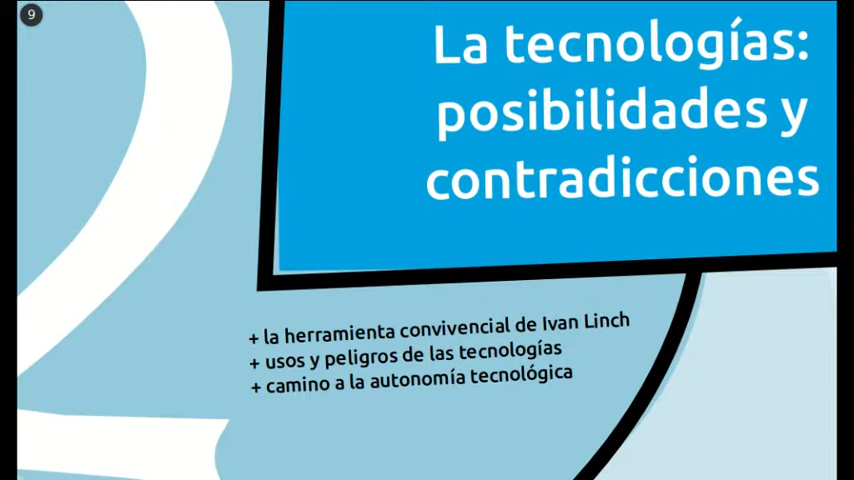 9
La tecnologías:
posibilidades y
contradicciones
2
+ la herramienta convivencial de Ivan Linch
+ usos y peligros de las tecnologías
+ camino a la autonomía tecnológica